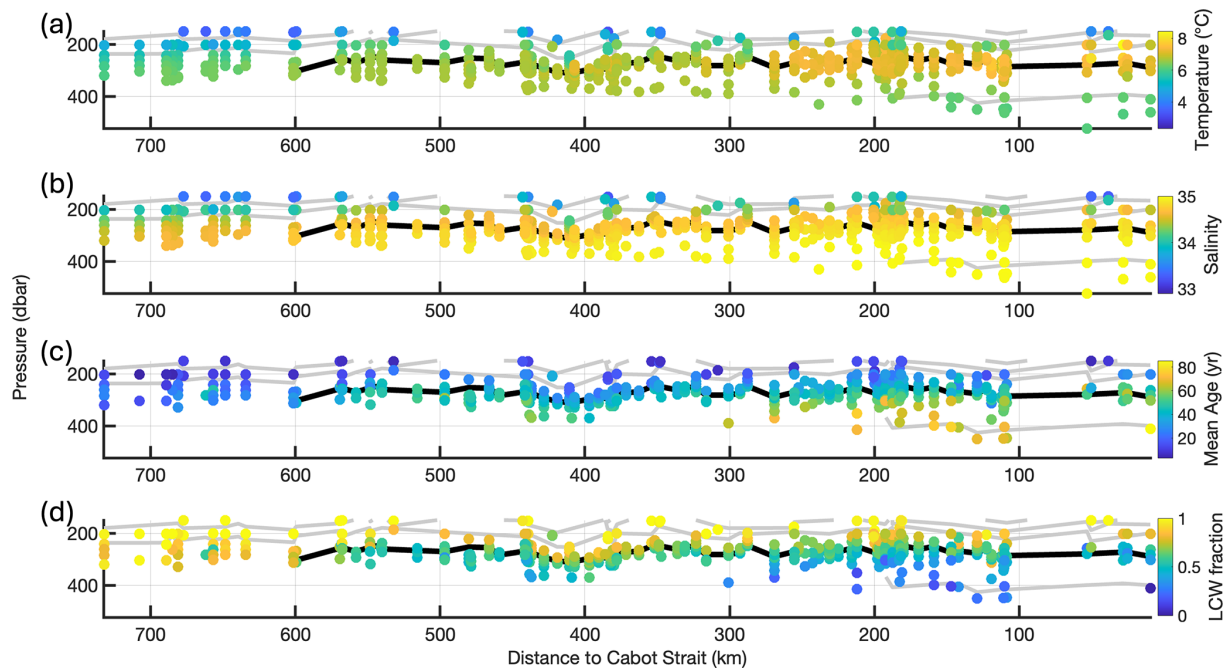 (a)
200
400
700 600 500 400 300 200 100
8
6
4
Temperature (°C)
(b)
200
400
700 600 500 400 300 200 100
35
34
33
Salinity
Pressure (dbar)
(c)
200
400
700 600 500 400 300 200 100
80
60
40
20
Mean Age (yr)
(d)
200
400
700 600 500 400 300 200 100
1
0.5
0
LCW fraction
Distance to Cabot Strait (km)